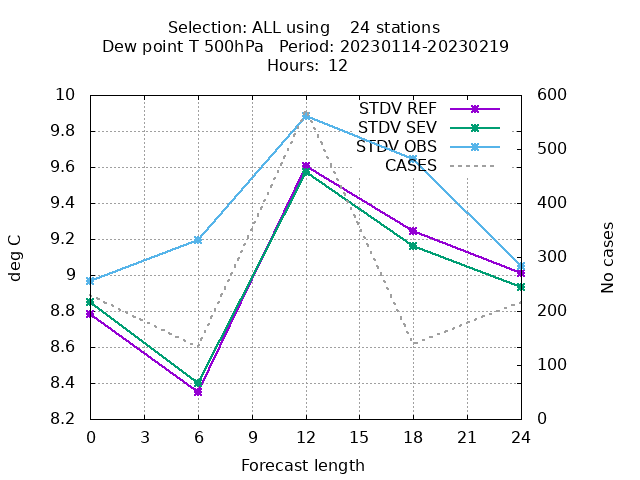 Selection: ALL using    24 stations
Dew point T 500hPa   Period: 20230114-20230219
Hours:  12
10
9.8
9.6
9.4
9.2
9
8.8
8.6
8.4
8.2
deg C
STDV REF
STDV SEV
STDV OBS
CASES
600
500
400
300
200
100
0
No cases
0 3 6 9 12 15 18 21 24
Forecast length